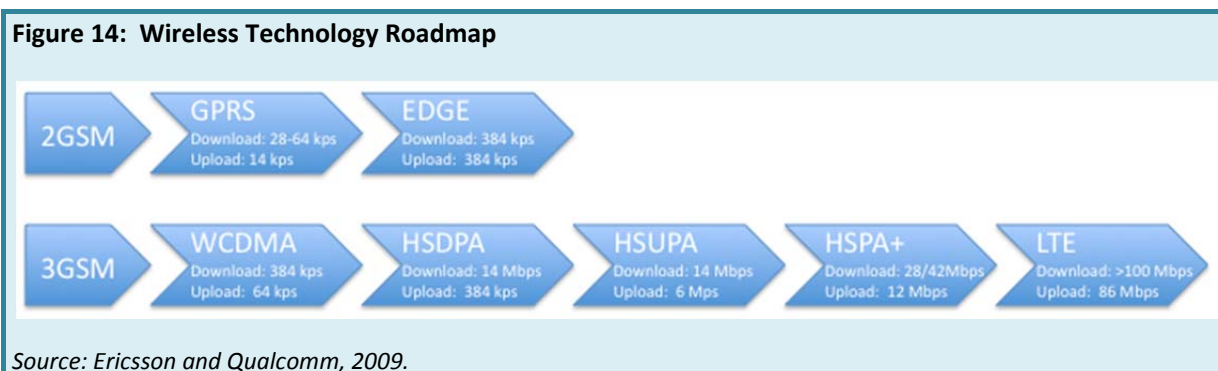 Figure 14:  Wireless Technology Roadmap
2GSM
GPRS
Download: 28-64 kps
Upload: 14 kps
EDGE
Download: 384 kps
Upload:  384 kps
3GSM
WCDMA
Download: 384 kps
Upload:  64 kps
HSDPA
Download: 14 Mbps
Upload:  384 kps
HSUPA
Download: 14 Mbps
Upload:  6 Mps
HSPA+
Download: 28/42Mbps
Upload:  12 Mbps
LTE
Download: >100 Mbps
Upload:  86 Mbps
Source: Ericsson and Qualcomm, 2009.